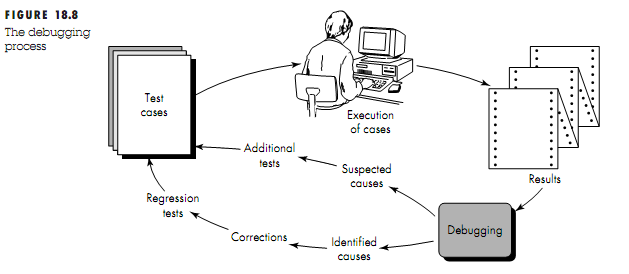 FIGURE 18.8
The debugging
process
Test
cases
Execution
of cases
Results
Additional
tests
Suspected
causes
Debugging
Regression
tests
Corrections
Identified
causes